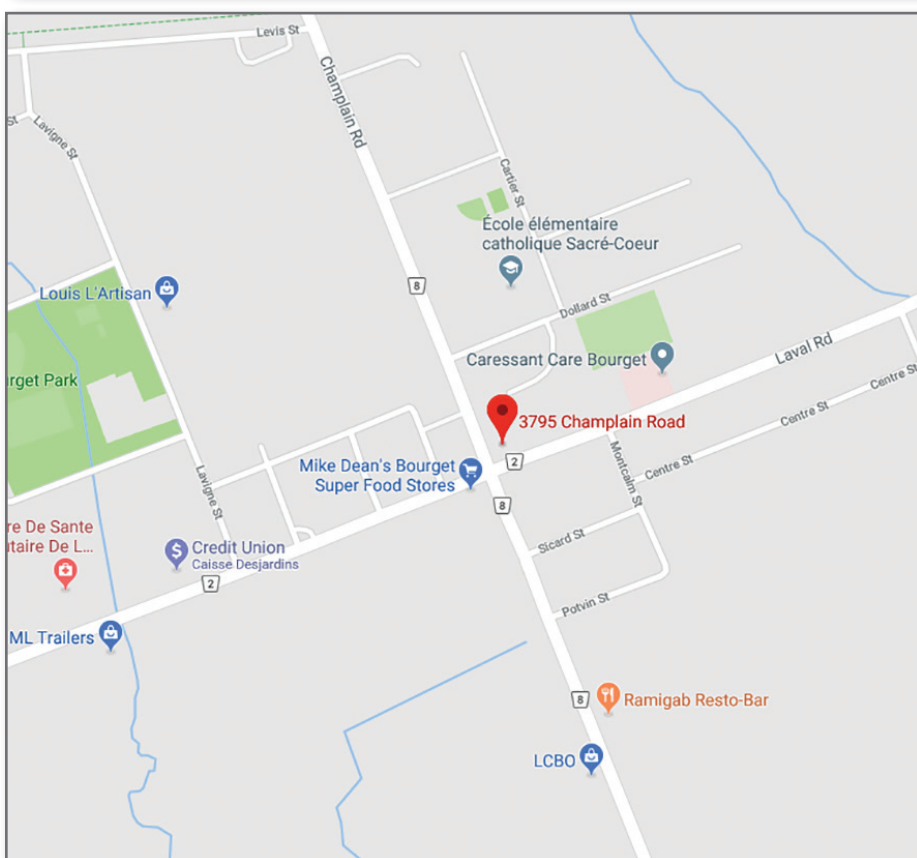 Levis St
Champlain Rd
St
Lavigne St
Cartier St
École élémentaire
catholique Sacré-Coeur
8
Louis L'Artisan
Dollard St
Laval Rd
Caressant Care Bourget
Centre St
rget Park
3795 Champlain Road
Centre St
2
Montcalm St
Mike Dean's Bourget
Super Food Stores
Centre St
Lavigne St
8
re De Sante
utaire De L...
Sicard St
Credit Union
Caisse Desjardins
2
Potvin St
ML Trailers
8
Ramigab Resto-Bar
LCBO